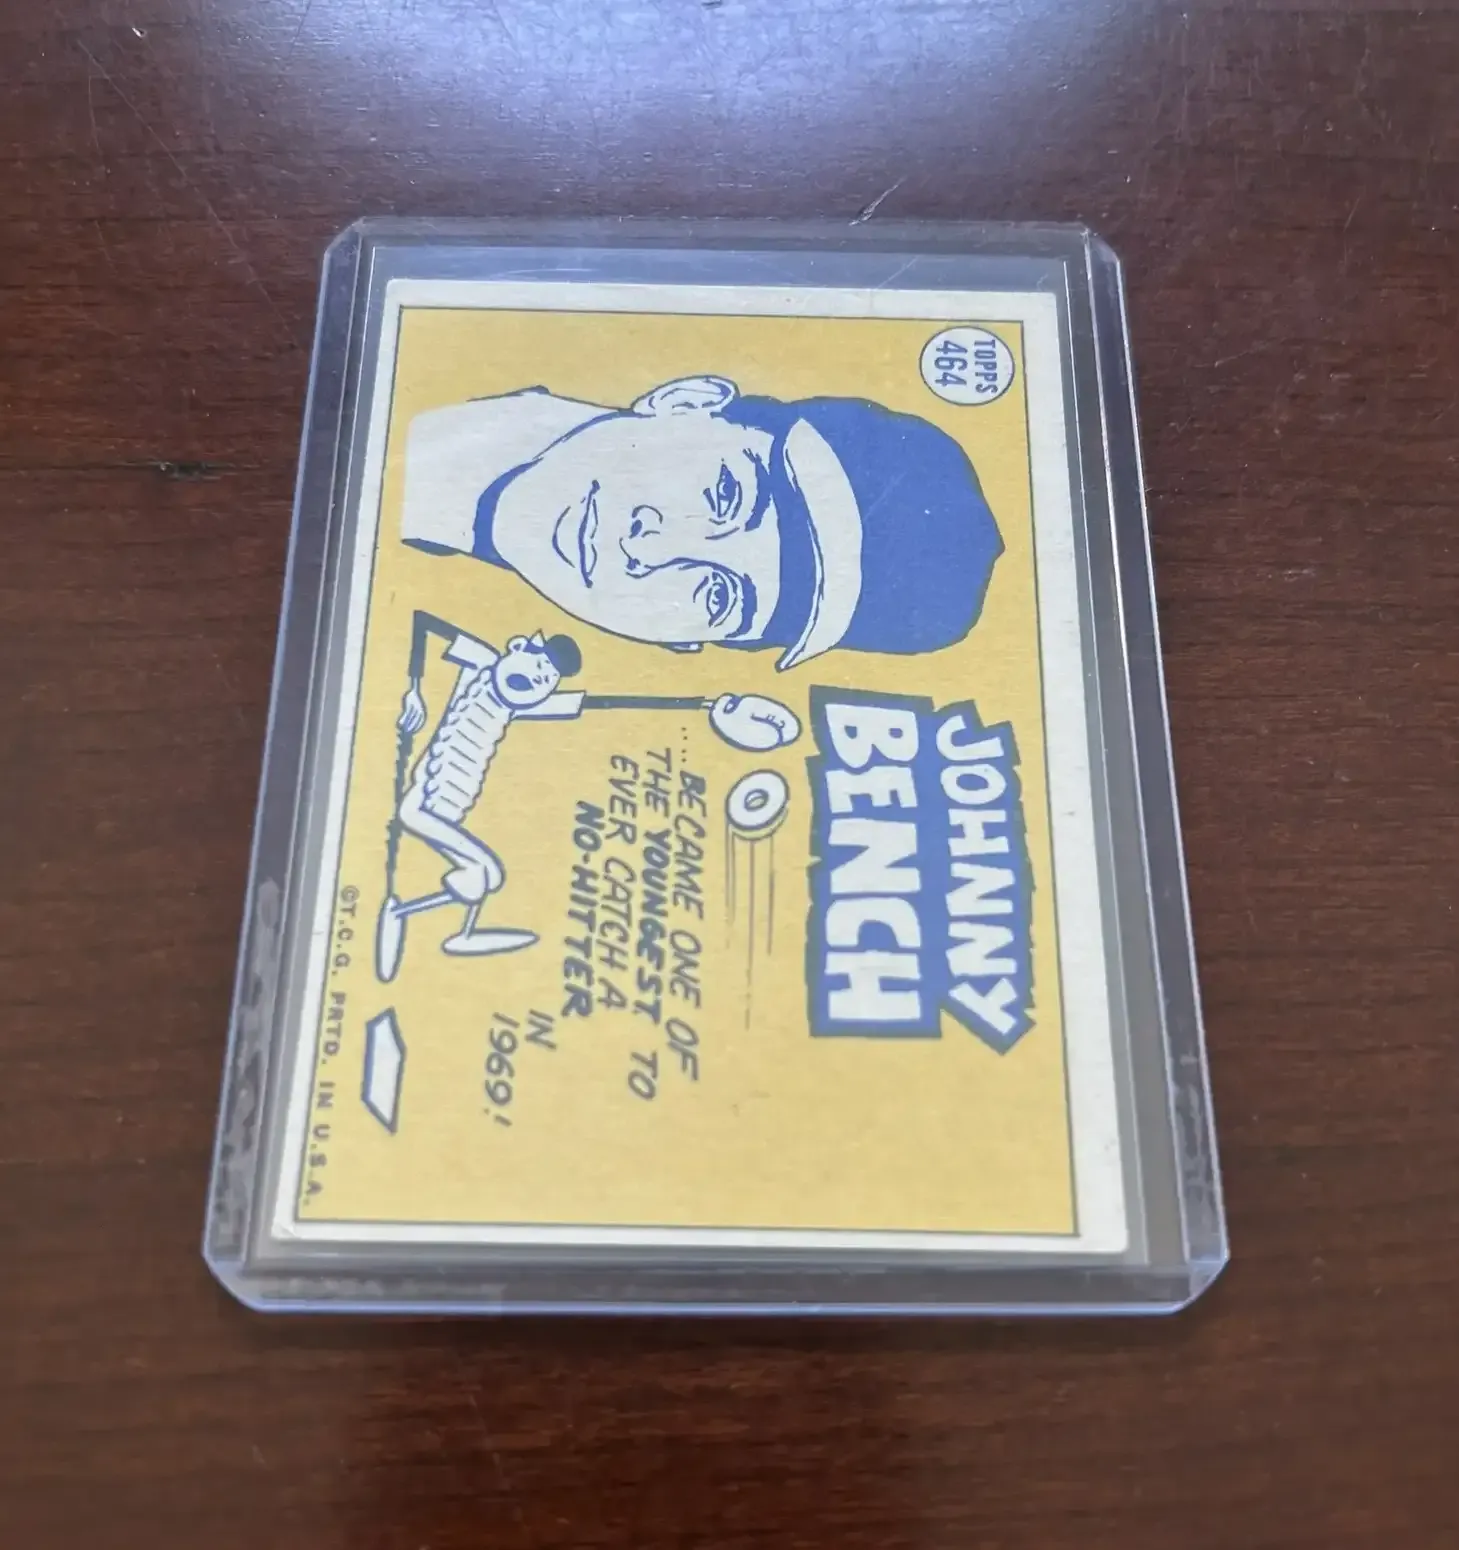 TOPPS
464
JOHNNY
BENCH
....BECAME ONE OF
THE YOUNGEST TO
EVER CATCH A
NO-HITTER
IN
1969!
©T.C.G. PRTD. IN U.S.A.